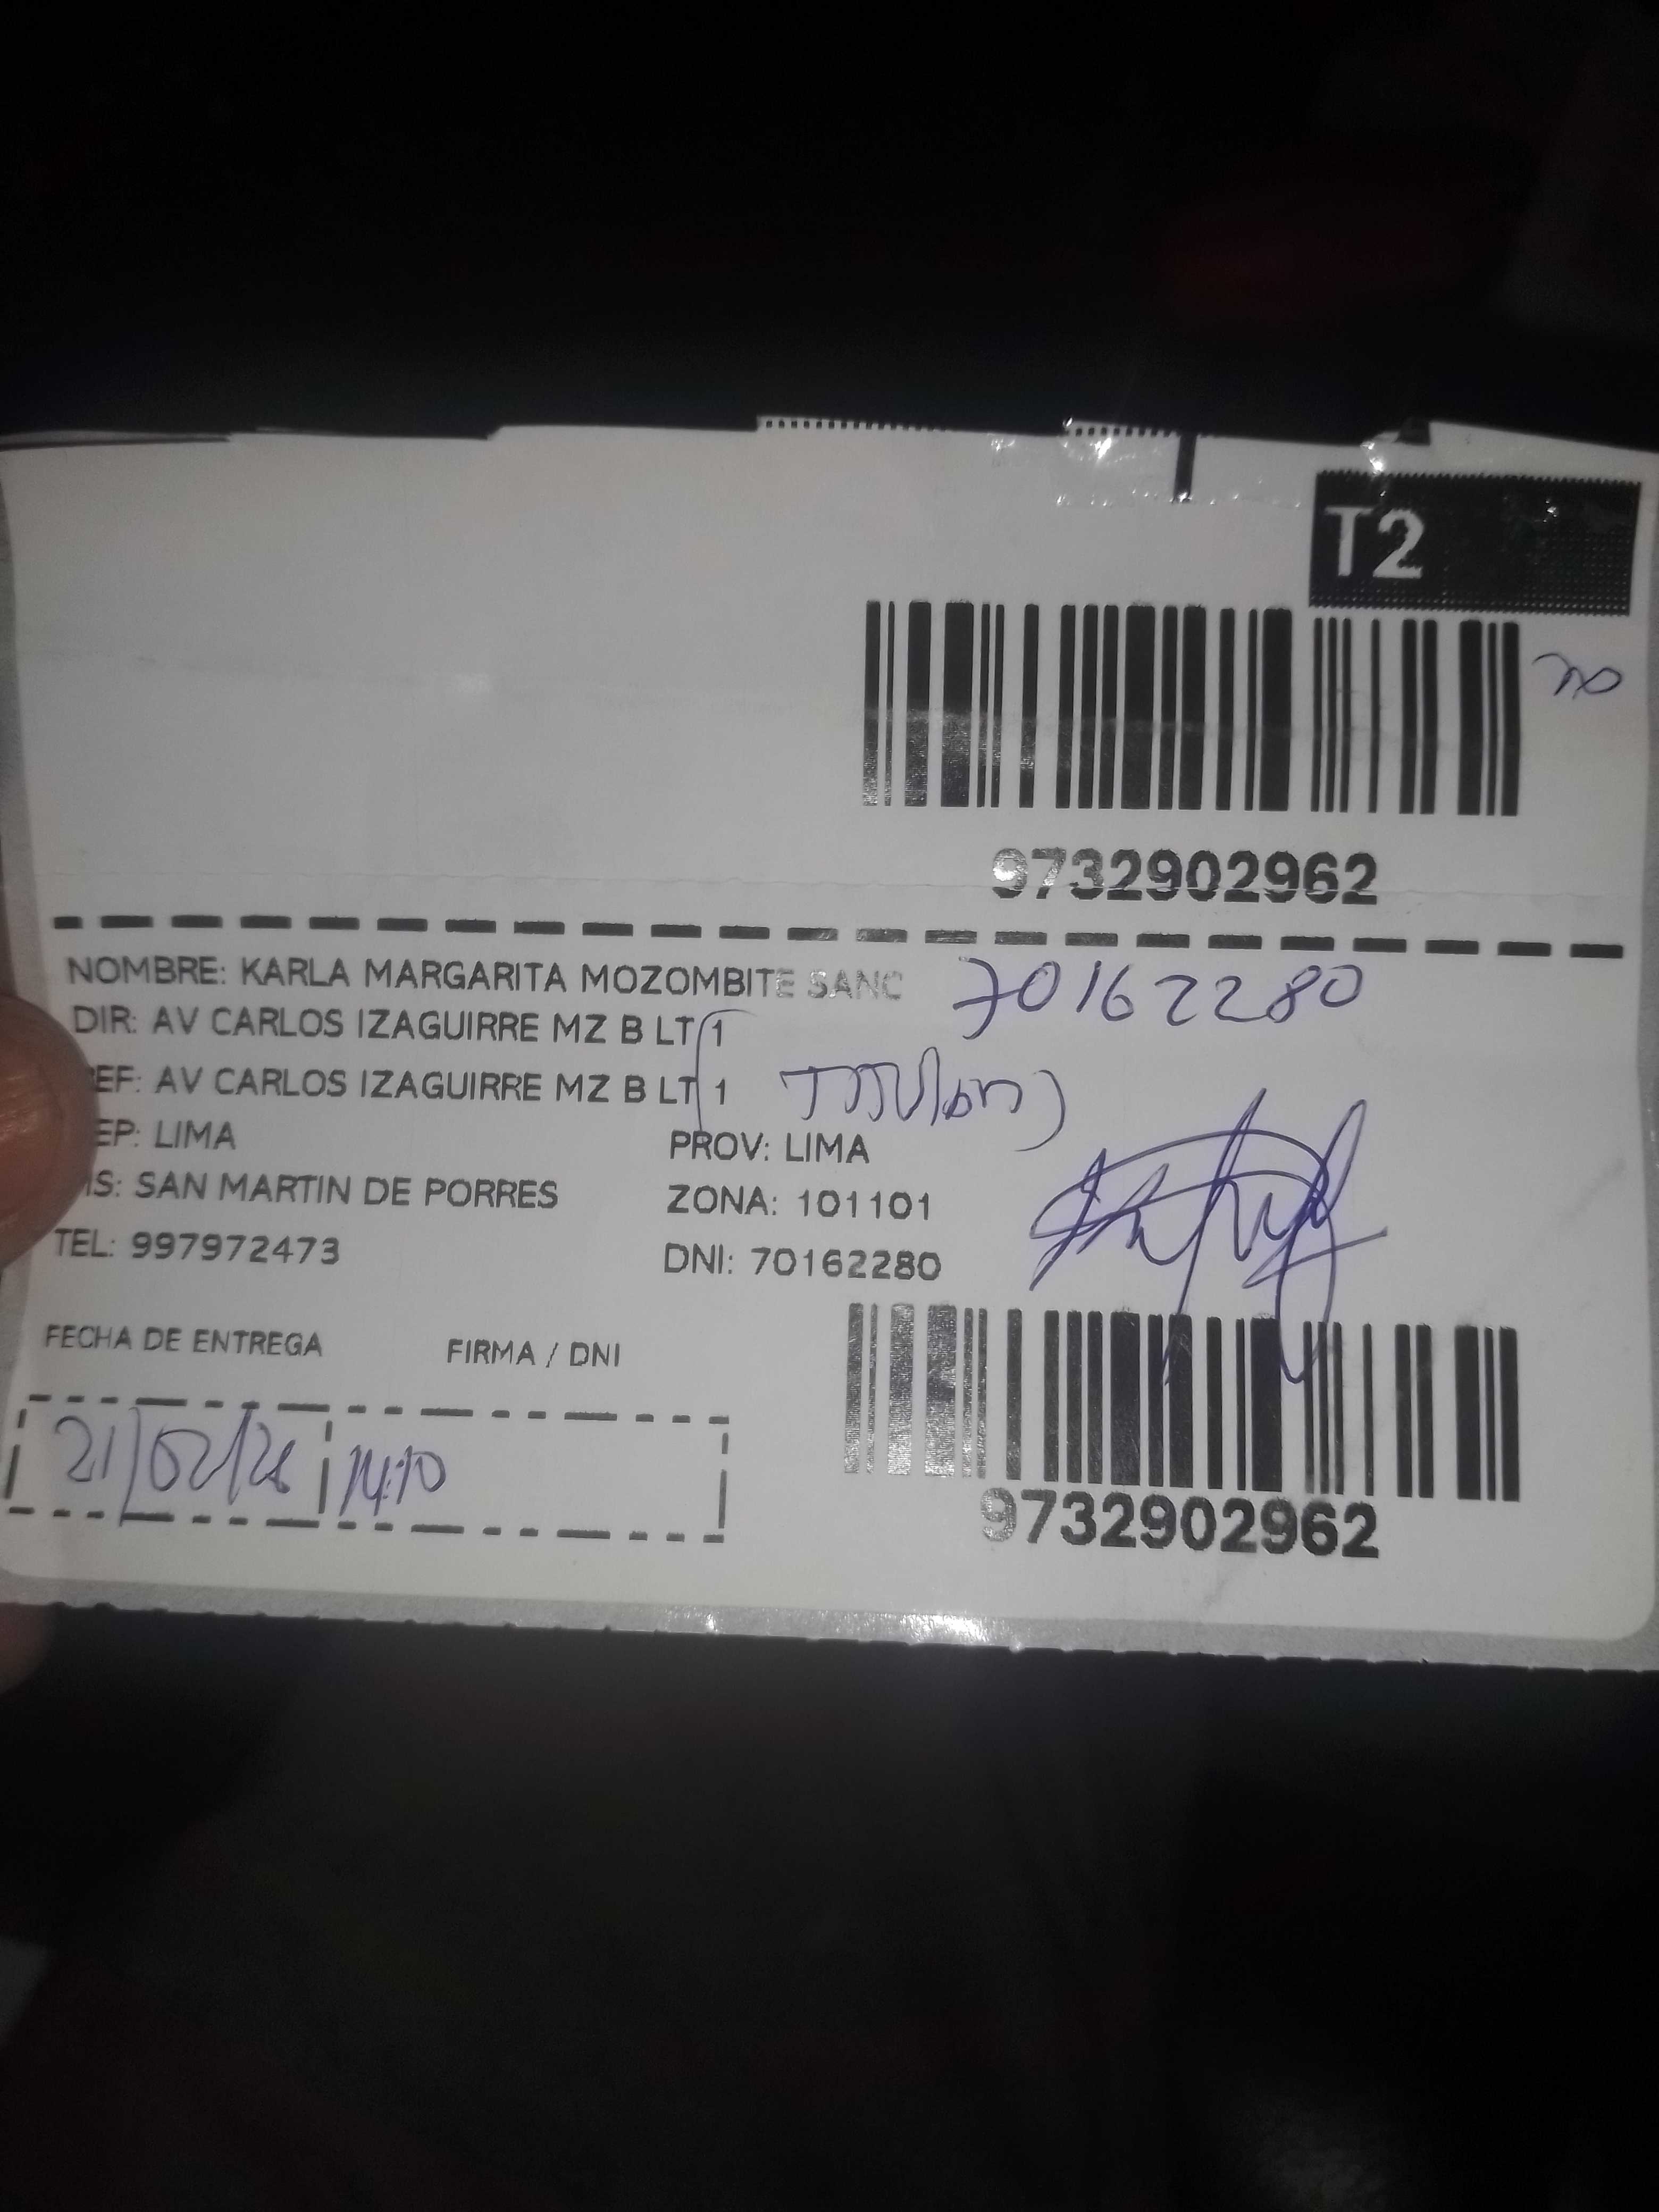 T2
no
9732902962
NOMBRE: KARLA MARGARITA MOZOMBITE SANC 70162280
DIR: AV CARLOS IZAGUIRRE MZ B LT 1
EF: AV CARLOS IZAGUIRRE MZ B LT 1
EP: LIMA PROV: LIMA
IS: SAN MARTIN DE PORRES ZONA: 101101
TEL: 997972473 DNI: 70162280
FECHA DE ENTREGA FIRMA / DNI
21/02/26 14:10
9732902962